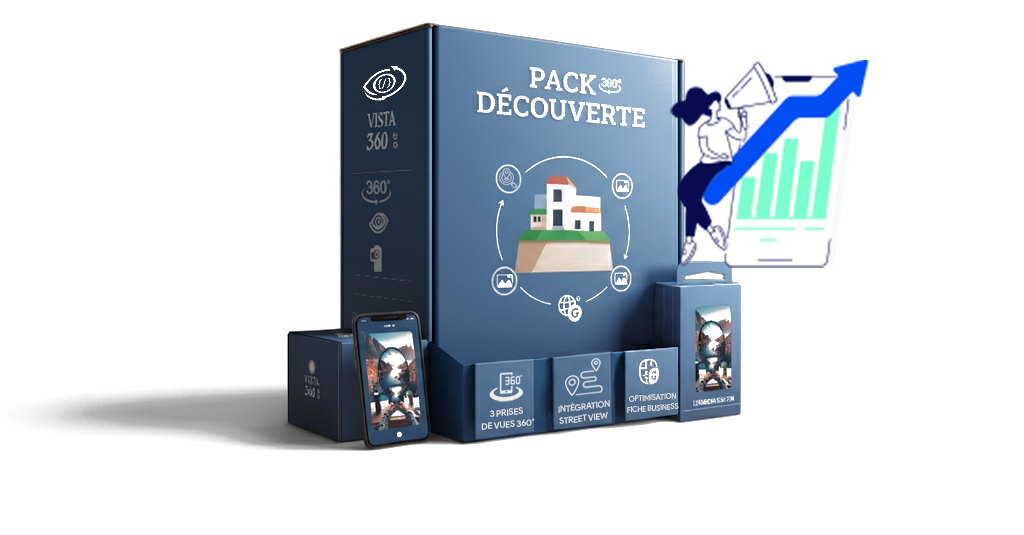 PACK 360°
DÉCOUVERTE
VISTA
360
360°
VISTA
360
360°
3 PRISES
DE VUES 360°
INTÉGRATION
STREET VIEW
OPTIMISATION
FICHE BUSINESS
G